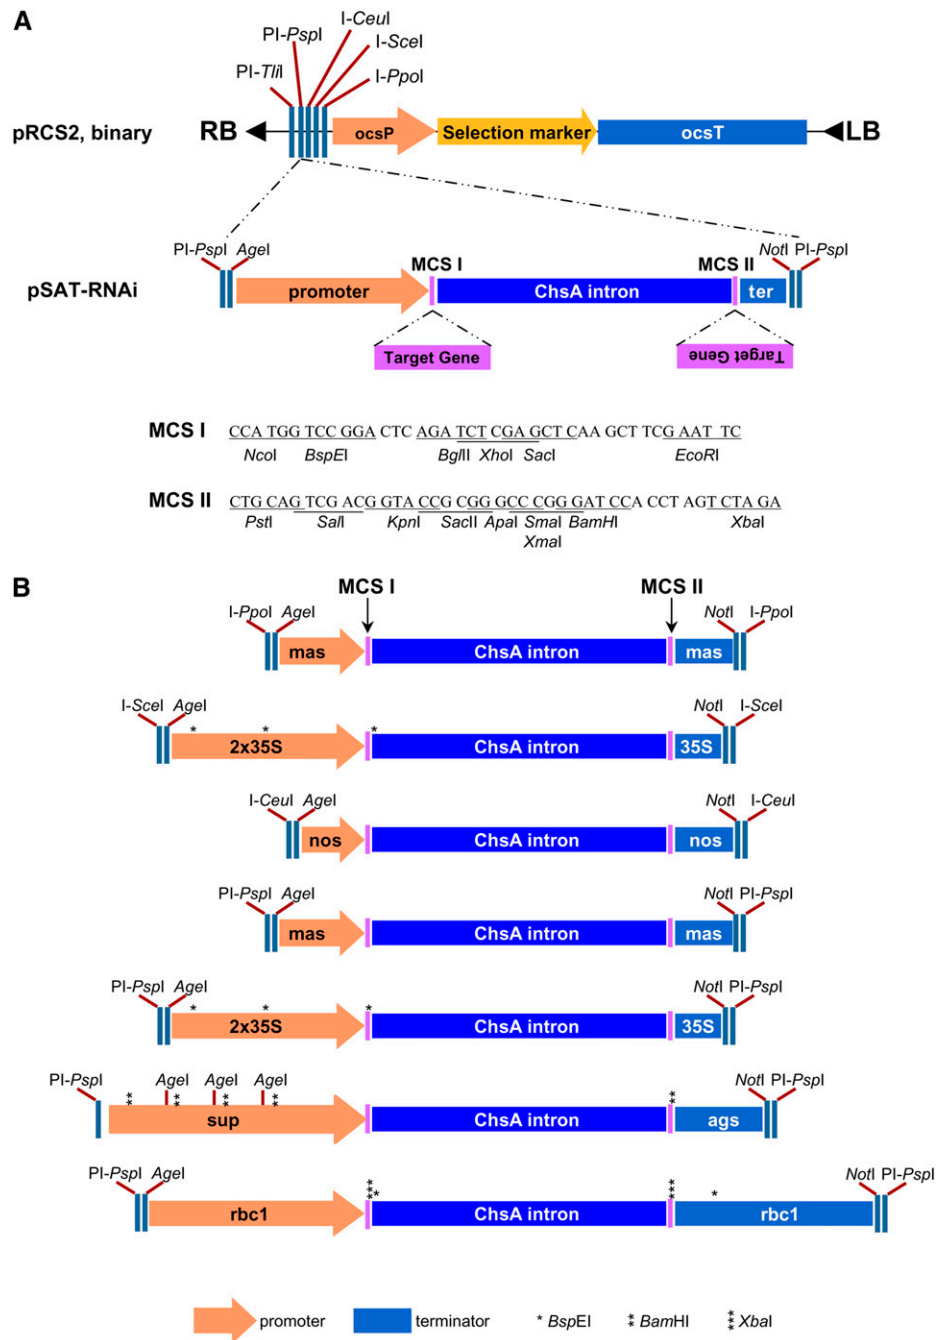 A
I-CeuI
PI-PspI
I-SceI
PI-TliI
I-PpoI
pRCS2, binary
RB
ocsP
Selection marker
ocsT
LB
PI-PspI AgeI
NotI PI-PspI
MCS I
MCS II
pSAT-RNAi
promoter
ChsA intron
ter
Target Gene
Target Gene
MCS I
CCA TGG TCC GGA CTC AGA TCT CGA GCT CAA GCT TCG AAT TC
NcoI BspEI BglII XhoI SacI EcoRI
MCS II
CTG CAG TCG ACG GTA CCG CGG GCC CGG GAT CCA CCT AGT CTA GA
PstI SalI KpnI SacII ApaI SmaI BamHI XbaI
XmaI
B
MCS I
MCS II
I-PpoI AgeI
NotI I-PpoI
mas
ChsA intron
mas
I-SceI AgeI
NotI I-SceI
* * *
2x35S
ChsA intron
35S
I-CeuI AgeI
NotI I-CeuI
nos
ChsA intron
nos
PI-PspI AgeI
NotI PI-PspI
mas
ChsA intron
mas
PI-PspI AgeI
NotI PI-PspI
* * *
2x35S
ChsA intron
35S
PI-PspI
AgeI AgeI AgeI
NotI PI-PspI
** ** ** ** **
sup
ChsA intron
ags
PI-PspI AgeI
NotI PI-PspI
*** * *** *
rbc1
ChsA intron
rbc1
promoter
terminator
* BspEI
** BamHI
*** XbaI